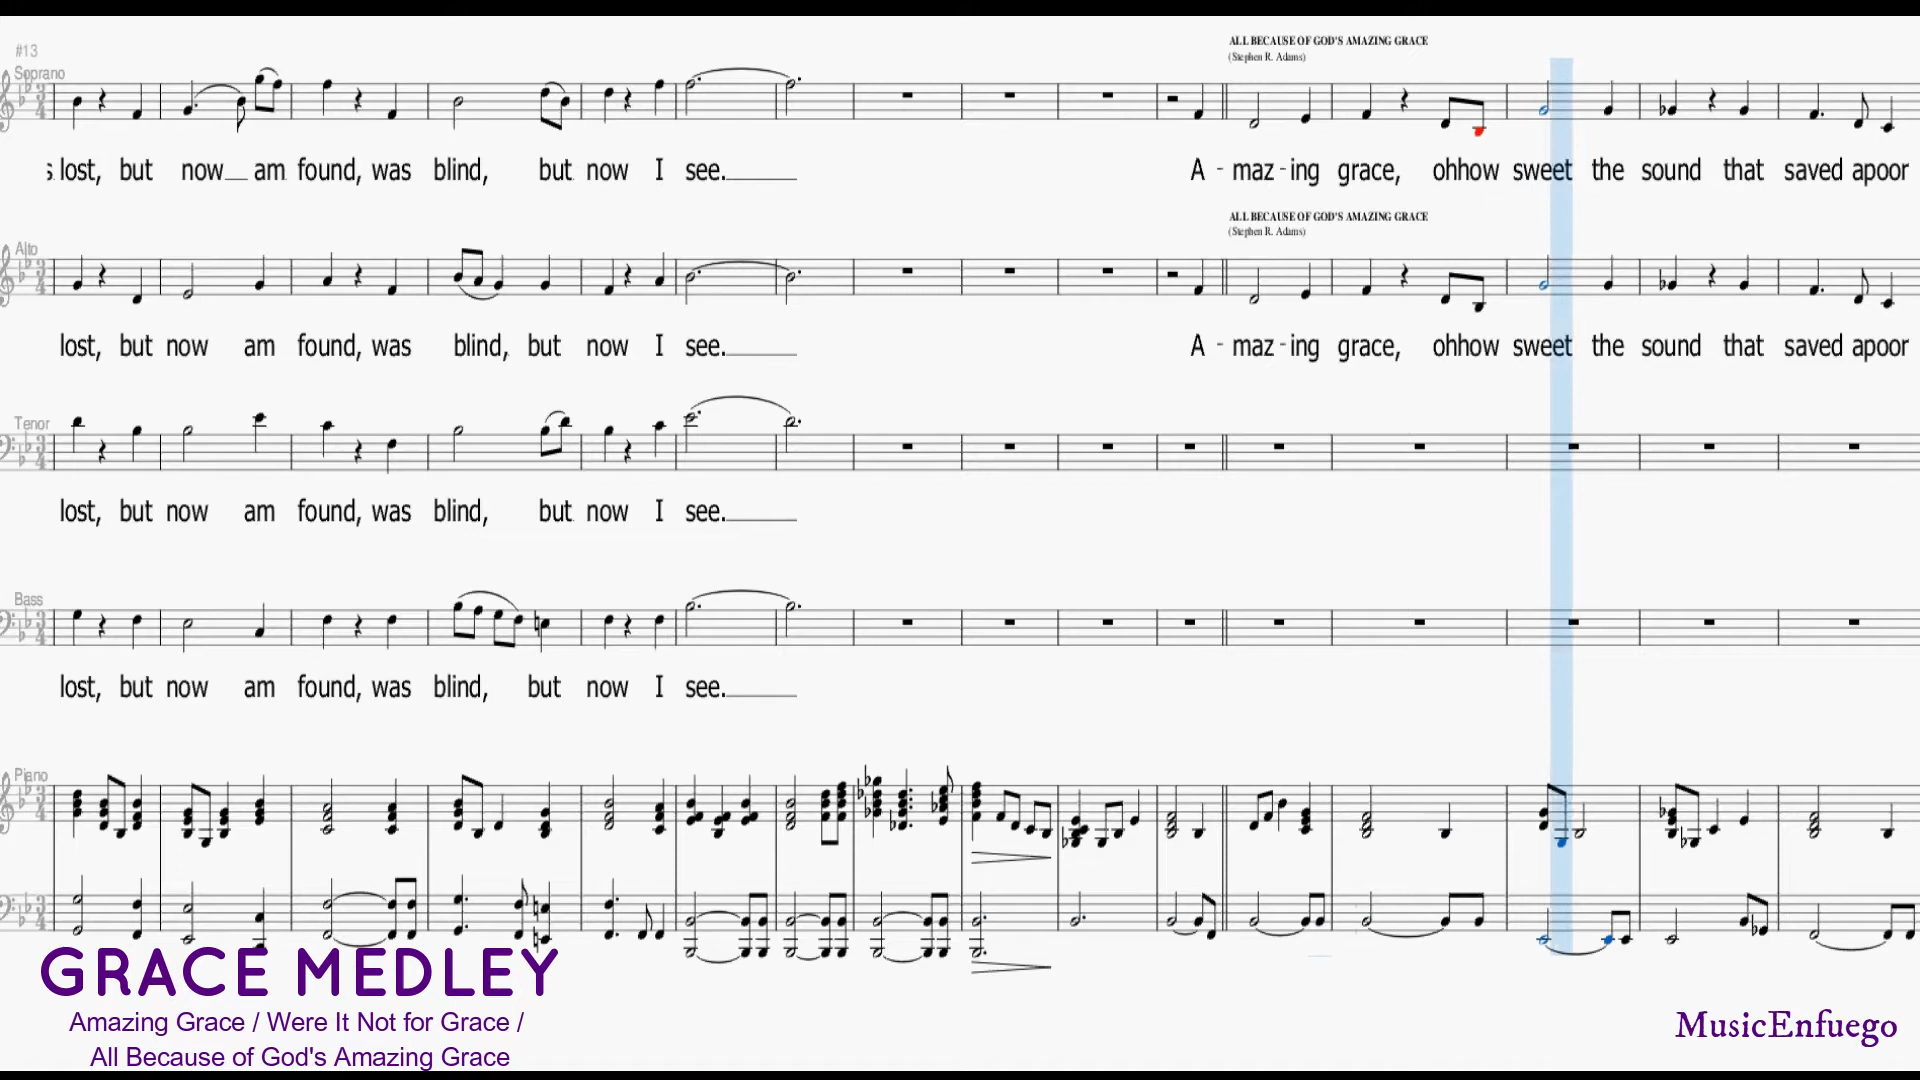 ALL BECAUSE OF GOD'S AMAZING GRACE
#13
(Stephen R. Adams)
Soprano
s lost, but now am found, was blind, but now I see. A - maz - ing grace, ohhow sweet the sound that saved apoor
ALL BECAUSE OF GOD'S AMAZING GRACE
(Stephen R. Adams)
Alto
lost, but now am found, was blind, but now I see. A - maz - ing grace, ohhow sweet the sound that saved apoor
Tenor
lost, but now am found, was blind, but now I see.
Bass
lost, but now am found, was blind, but now I see.
Piano
GRACE MEDLEY
Amazing Grace / Were It Not for Grace /
All Because of God's Amazing Grace
MusicEnfuego